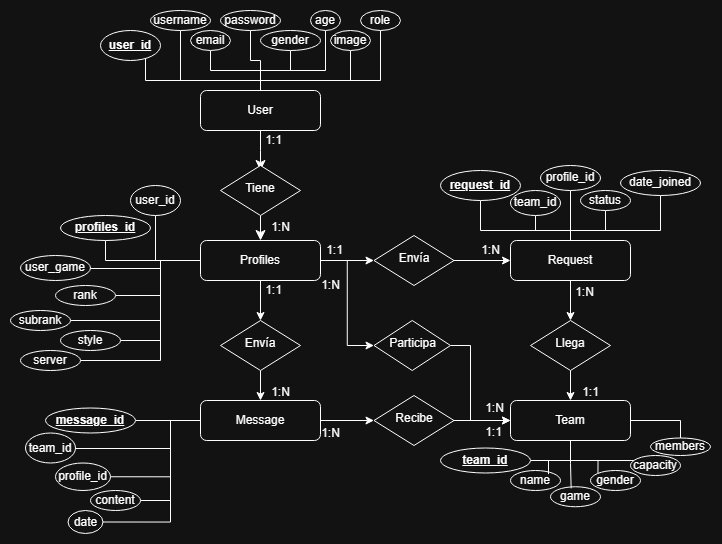 username
password
age
role
user_id
email
gender
image
User
1:1
Tiene
1:N
user_id
profiles_id
user_game
rank
subrank
style
server
Profiles
1:1
1:N
1:1
Envía
1:N
request_id
profile_id
date_joined
team_id
status
Request
1:N
Envía
1:N
Participa
Llega
1:1
message_id
team_id
profile_id
content
date
Message
1:N
Recibe
1:N
1:1
Team
team_id
name
game
gender
capacity
members